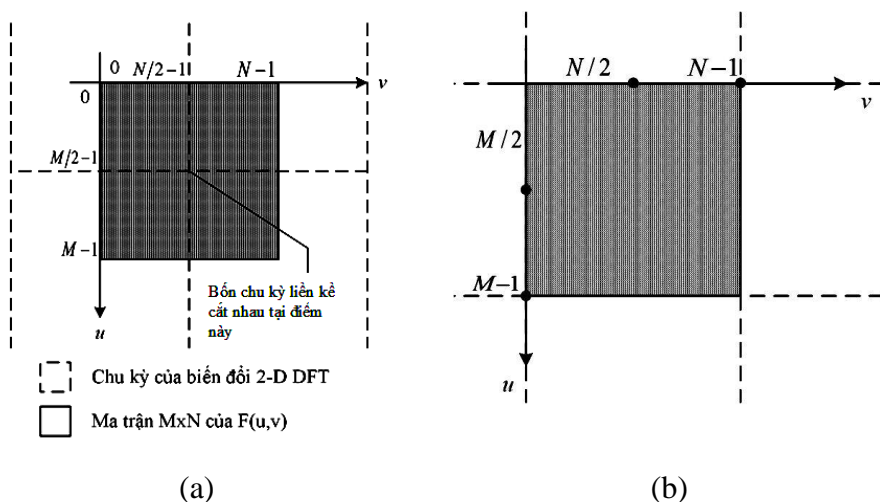 0 N/2−1 N−1
0
v
M/2−1
M−1
Bốn chu kỳ liền kề
cắt nhau tại điểm
này
u
Chu kỳ của biến đổi 2-D DFT
Ma trận MxN của F(u,v)
(a)
N/2 N−1
v
M/2
M−1
u
(b)